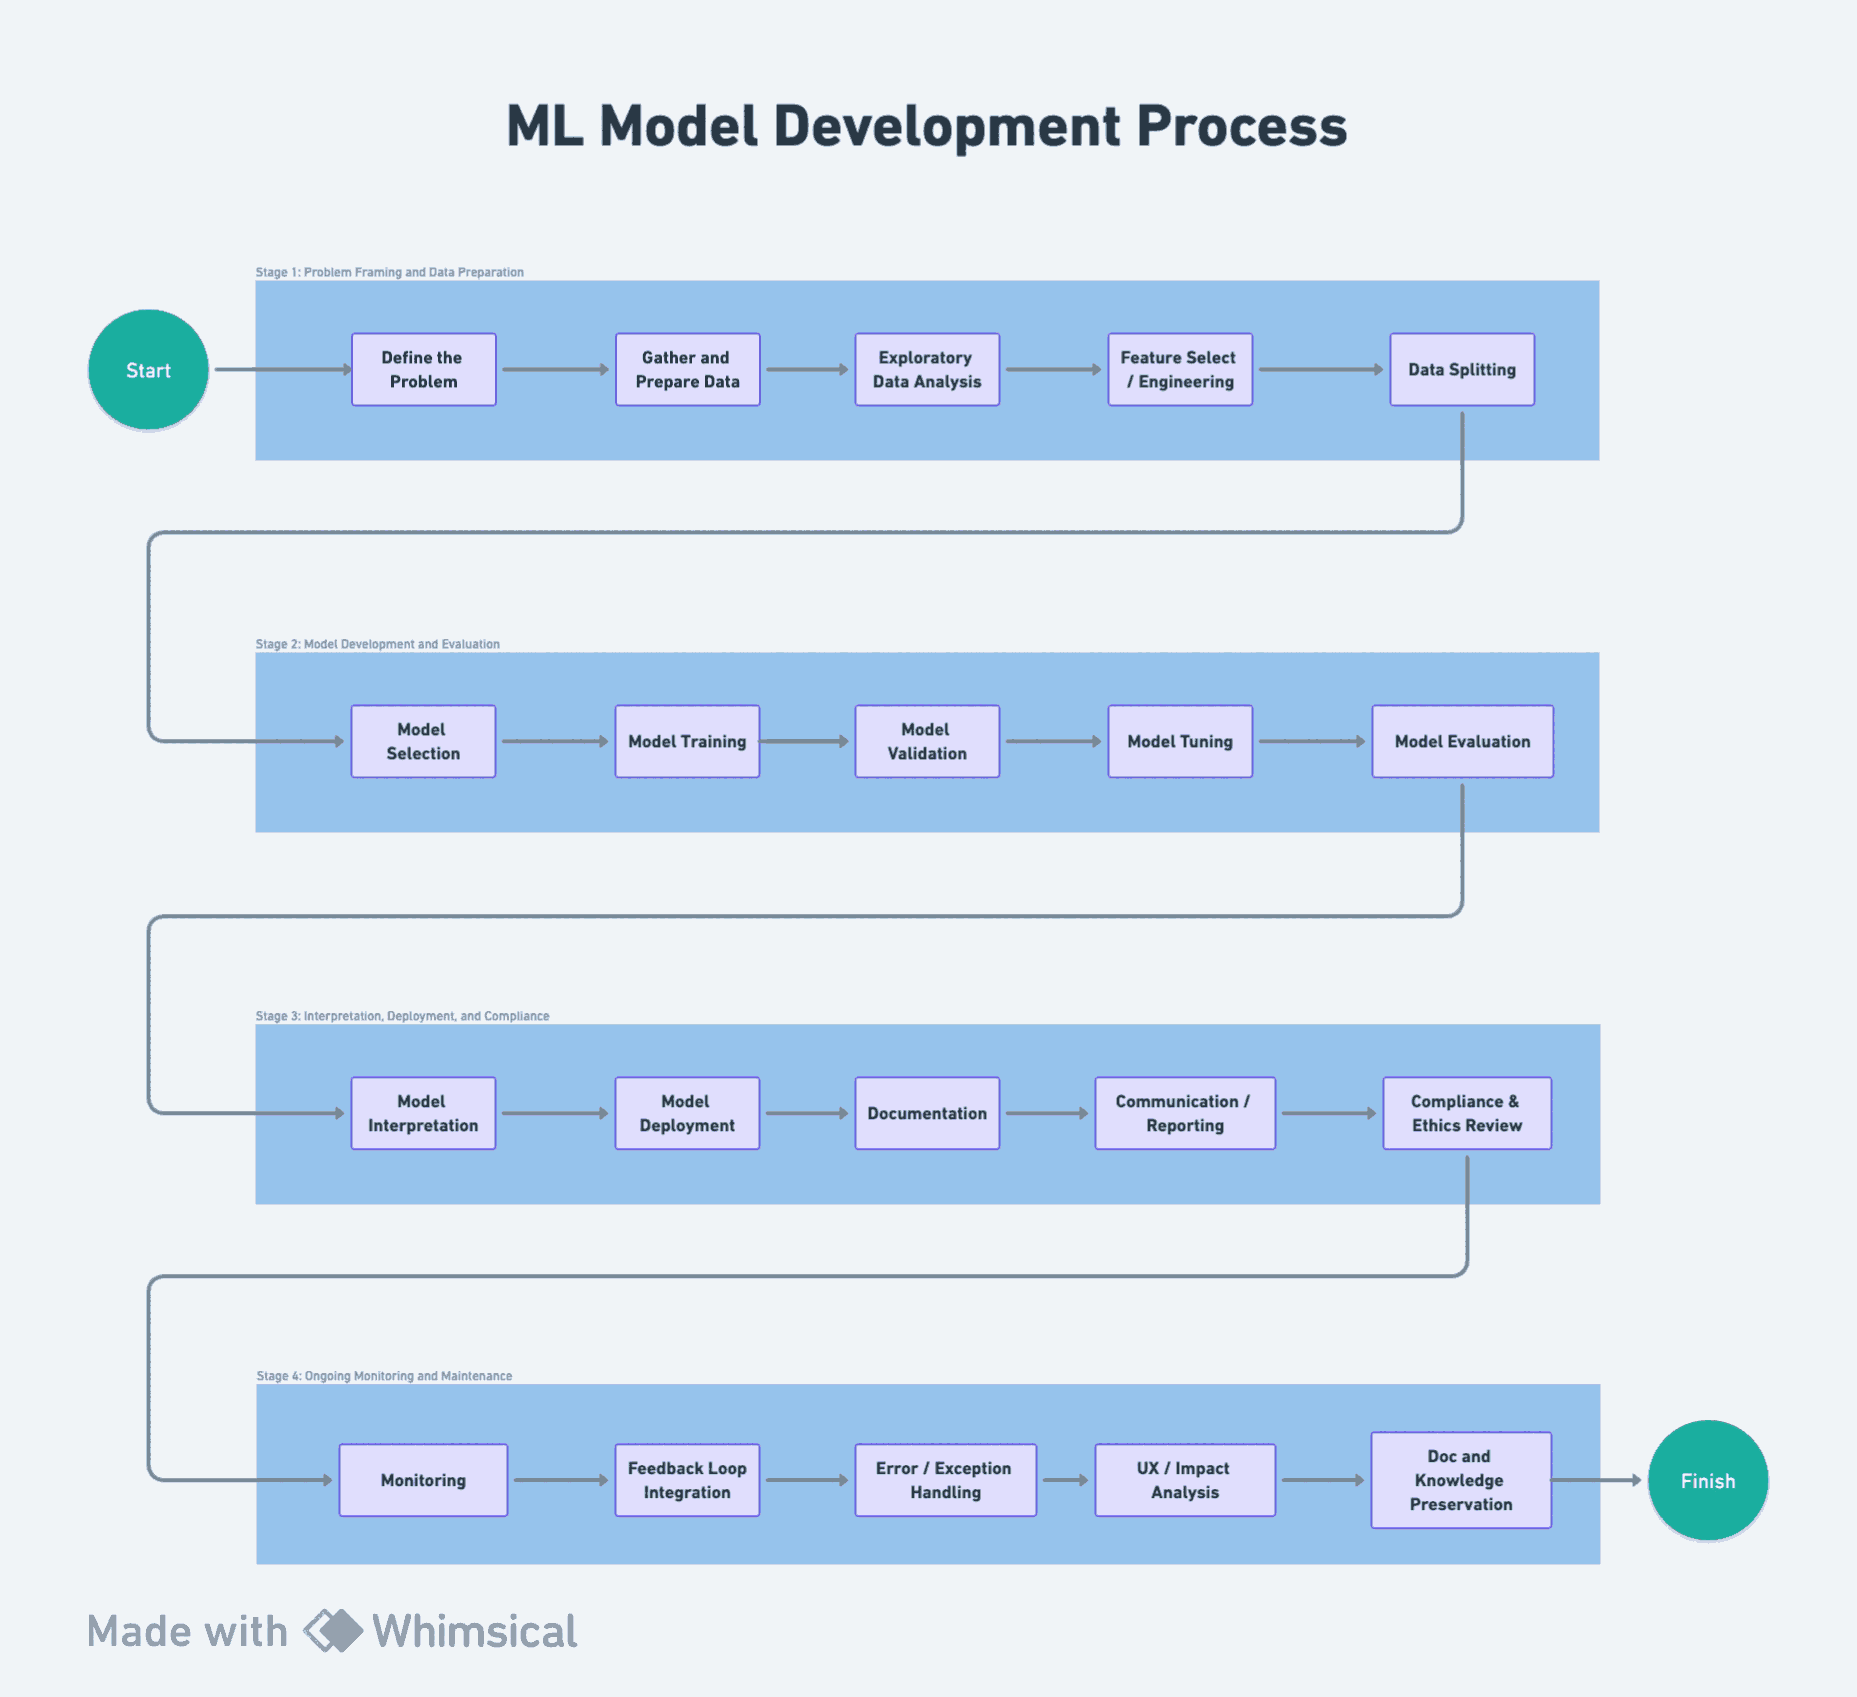 ML Model Development Process
Stage 1: Problem Framing and Data Preparation
Start
Define the
Problem
Gather and
Prepare Data
Exploratory
Data Analysis
Feature Select
/ Engineering
Data Splitting
Stage 2: Model Development and Evaluation
Model
Selection
Model Training
Model
Validation
Model Tuning
Model Evaluation
Stage 3: Interpretation, Deployment, and Compliance
Model
Interpretation
Model
Deployment
Documentation
Communication /
Reporting
Compliance &
Ethics Review
Stage 4: Ongoing Monitoring and Maintenance
Monitoring
Feedback Loop
Integration
Error / Exception
Handling
UX / Impact
Analysis
Doc and
Knowledge
Preservation
Finish
Made with Whimsical